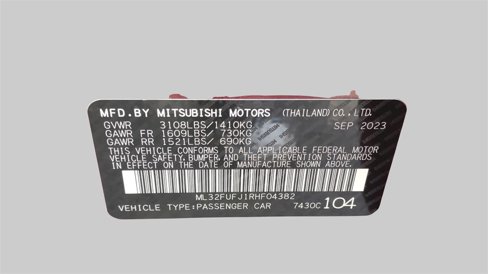 MFD.BY MITSUBISHI MOTORS (THAILAND)CO.,LTD.
GVWR 3108LBS/1410KG SEP 2023
GAWR FR 1609LBS/ 730KG
GAWR RR 1521LBS/ 690KG
THIS VEHICLE CONFORMS TO ALL APPLICABLE FEDERAL MOTOR
VEHICLE SAFETY, BUMPER, AND THEFT PREVENTION STANDARDS
IN EFFECT ON THE DATE OF MANUFACTURE SHOWN ABOVE.
ML32FUFJ1RHF04382
VEHICLE TYPE:PASSENGER CAR 7430C 104